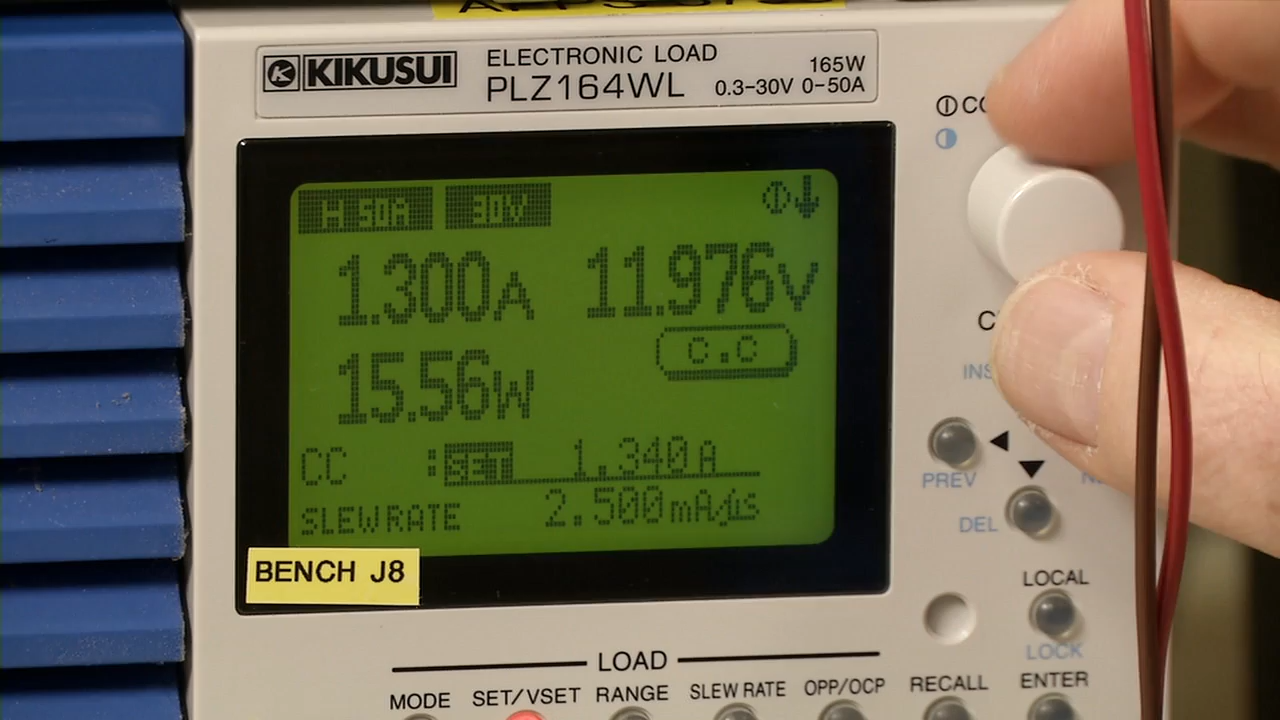 KIKUSUI
ELECTRONIC LOAD
PLZ164WL
165W
0.3-30V 0-50A
H 50A 30V
1.300A 11.976V
15.56W
C.C
CC :SET 1.340A
SLEWRATE 2.500mA/µs
BENCH J8
PREV
DEL
LOCAL
LOCK
LOAD
MODE SET/VSET RANGE SLEW RATE OPP/OCP RECALL ENTER